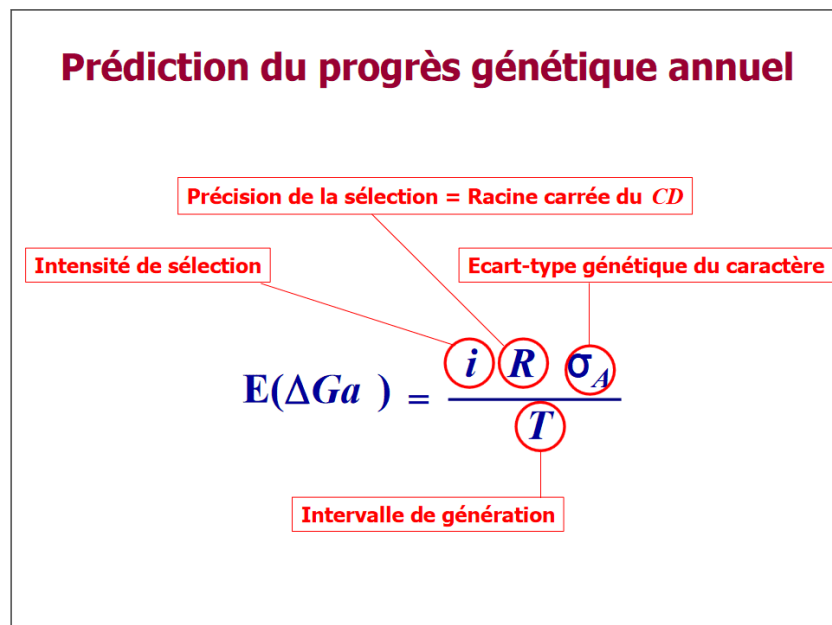 Prédiction du progrès génétique annuel
Précision de la sélection = Racine carrée du CD
Intensité de sélection
Ecart-type génétique du caractère
i R σA
E(ΔGa ) =
T
Intervalle de génération